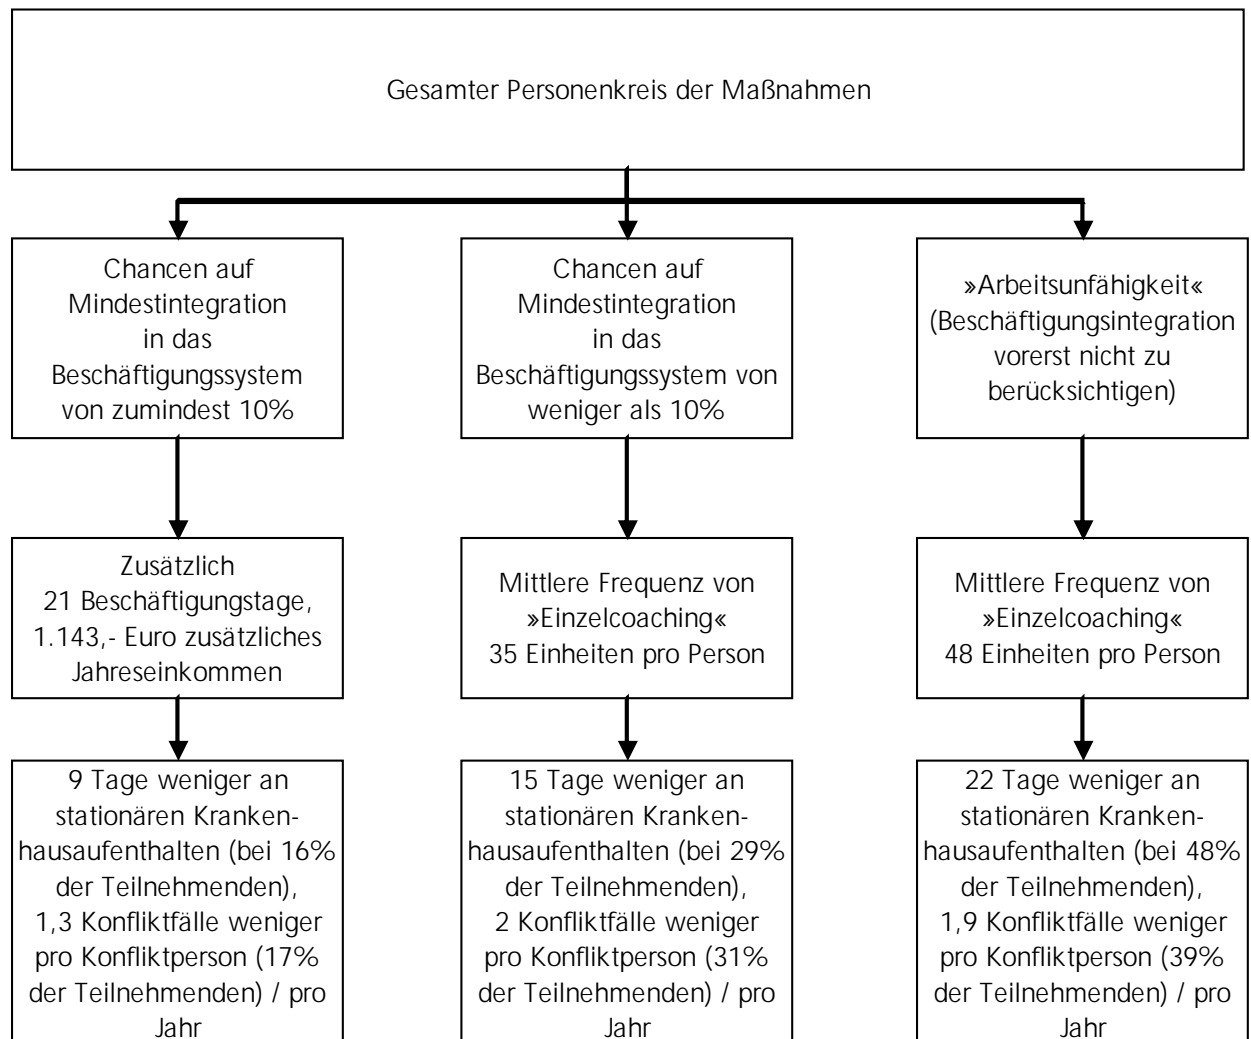 Gesamter Personenkreis der Maßnahmen
Chancen auf
Mindestintegration
in das
Beschäftigungssystem
von zumindest 10%
Chancen auf
Mindestintegration
in das
Beschäftigungssystem von
weniger als 10%
»Arbeitsunfähigkeit«
(Beschäftigungsintegration
vorerst nicht zu
berücksichtigen)
Zusätzlich
21 Beschäftigungstage,
1.143,- Euro zusätzliches
Jahreseinkommen
Mittlere Frequenz von
»Einzelcoaching«
35 Einheiten pro Person
Mittlere Frequenz von
»Einzelcoaching«
48 Einheiten pro Person
9 Tage weniger an
stationären Kranken-
hausaufenthalten (bei 16%
der Teilnehmenden),
1,3 Konfliktfälle weniger
pro Konfliktperson (17%
der Teilnehmenden) / pro
Jahr
15 Tage weniger an
stationären Kranken-
hausaufenthalten (bei 29%
der Teilnehmenden),
2 Konfliktfälle weniger
pro Konfliktperson (31%
der Teilnehmenden) / pro
Jahr
22 Tage weniger an
stationären Kranken-
hausaufenthalten (bei 48%
der Teilnehmenden),
1,9 Konfliktfälle weniger
pro Konfliktperson (39%
der Teilnehmenden) / pro
Jahr